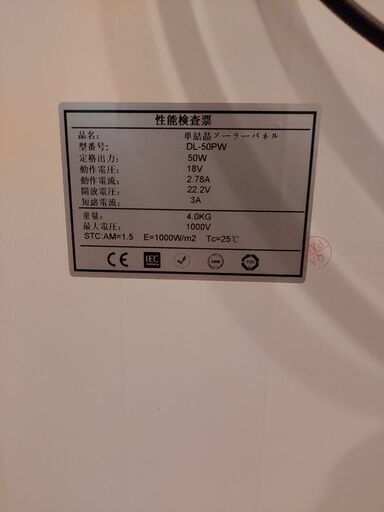 性能検査票
品名: 単結晶ソーラーパネル
型番号: DL-50PW
定格出力: 50W
動作電圧: 18V
動作電流: 2.78A
開放電圧: 22.2V
短絡電流: 3A
重量: 4.0KG
最大電圧: 1000V
STC:AM=1.5 E=1000W/m2 Tc=25℃
CE IEC TUV